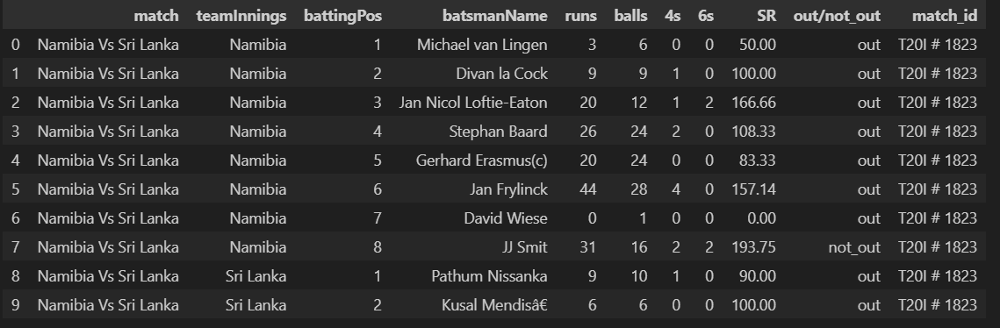 match teamInnings battingPos batsmanName runs balls 4s 6s SR out/not_out match_id
0 Namibia Vs Sri Lanka Namibia 1 Michael van Lingen 3 6 0 0 50.00 out T20I # 1823
1 Namibia Vs Sri Lanka Namibia 2 Divan la Cock 9 9 1 0 100.00 out T20I # 1823
2 Namibia Vs Sri Lanka Namibia 3 Jan Nicol Loftie-Eaton 20 12 1 2 166.66 out T20I # 1823
3 Namibia Vs Sri Lanka Namibia 4 Stephan Baard 26 24 2 0 108.33 out T20I # 1823
4 Namibia Vs Sri Lanka Namibia 5 Gerhard Erasmus(c) 20 24 0 0 83.33 out T20I # 1823
5 Namibia Vs Sri Lanka Namibia 6 Jan Frylinck 44 28 4 0 157.14 out T20I # 1823
6 Namibia Vs Sri Lanka Namibia 7 David Wiese 0 1 0 0 0.00 out T20I # 1823
7 Namibia Vs Sri Lanka Namibia 8 JJ Smit 31 16 2 2 193.75 not_out T20I # 1823
8 Namibia Vs Sri Lanka Sri Lanka 1 Pathum Nissanka 9 10 1 0 90.00 out T20I # 1823
9 Namibia Vs Sri Lanka Sri Lanka 2 Kusal Mendisâ€ 6 6 0 0 100.00 out T20I # 1823